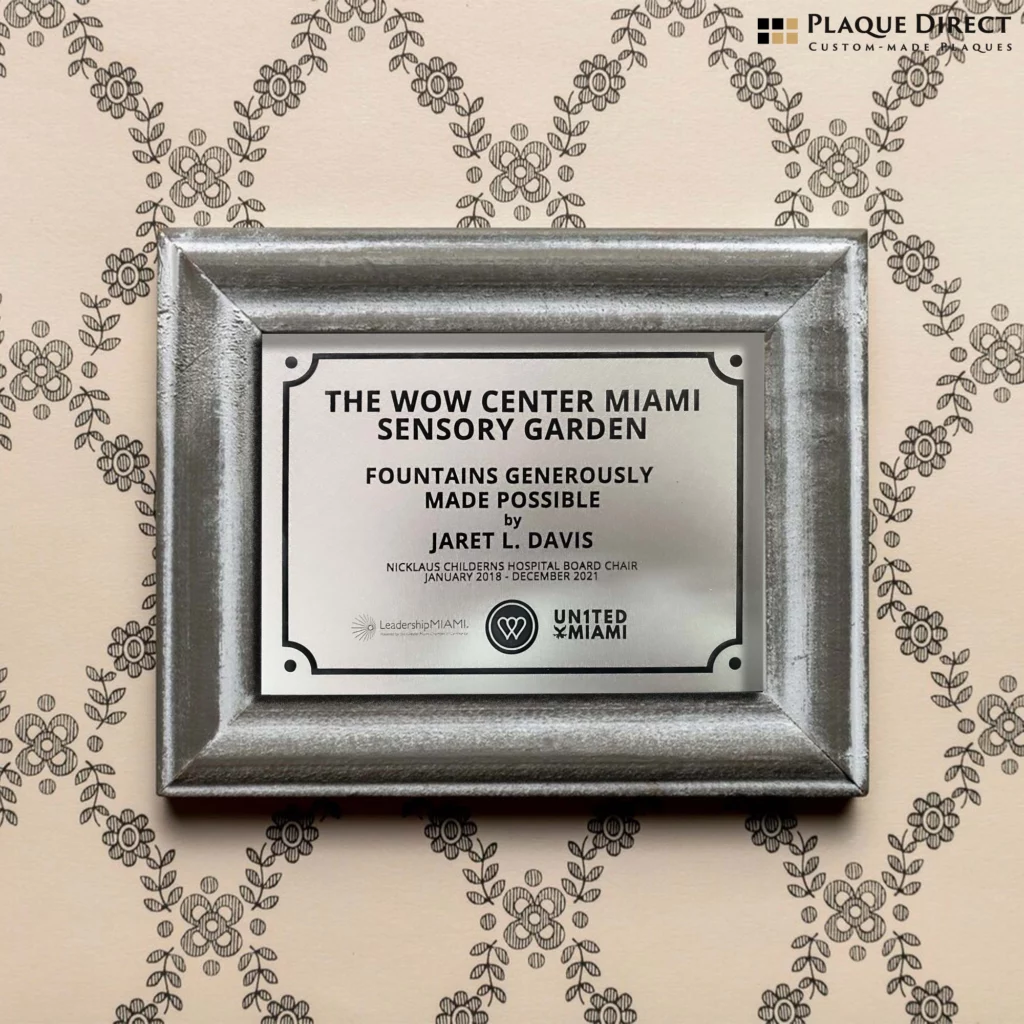 PLAQUE DIRECT
CUSTOM-MADE PLAQUES
THE WOW CENTER MIAMI
SENSORY GARDEN
FOUNTAINS GENEROUSLY
MADE POSSIBLE
by
JARET L. DAVIS
NICKLAUS CHILDERNS HOSPITAL BOARD CHAIR
JANUARY 2018 - DECEMBER 2021
LeadershipMIAMI.
UN1TED
MIAMI